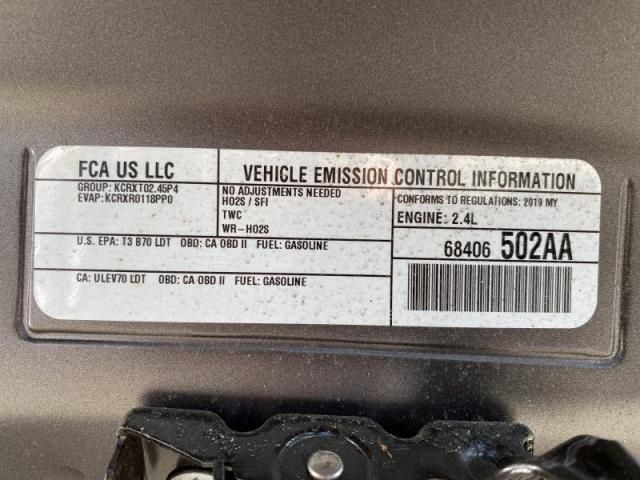 FCA US LLC
GROUP: KCRXT02.45P4
EVAP: KCRXR0118PP0
VEHICLE EMISSION CONTROL INFORMATION
NO ADJUSTMENTS NEEDED
HO2S / SFI
TWC
WR-HO2S
CONFORMS TO REGULATIONS: 2019 MY
ENGINE: 2.4L
U.S. EPA: T3 B70 LDT OBD: CA OBD II FUEL: GASOLINE
CA: ULEV70 LDT OBD: CA OBD II FUEL: GASOLINE
68406 502AA